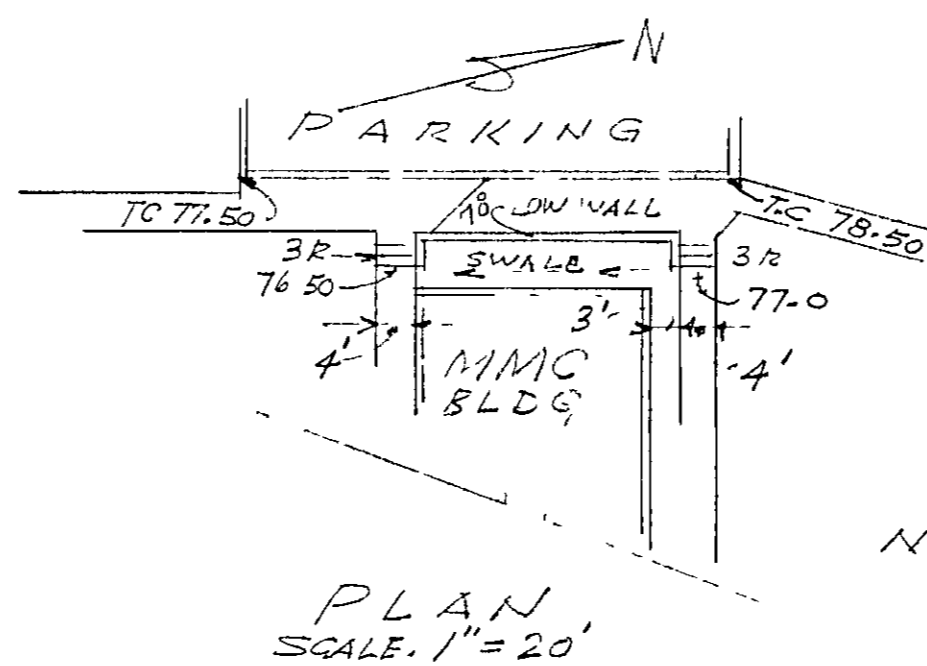 N
PARKING
TC 77.50
T.C. 78.50
LOW WALL
3R
SWALE
3R
76 50
77.0
4'
3'
4'
MMC
BLDG,
N
PLAN
SCALE. 1" = 20'